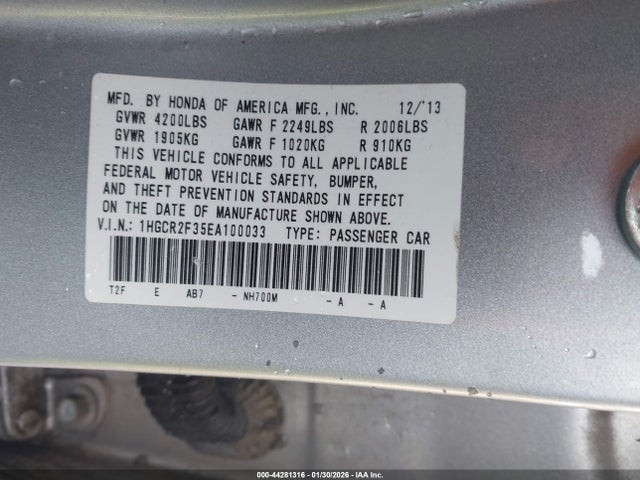 MFD. BY HONDA OF AMERICA MFG., INC. 12/'13
GVWR 4200LBS GAWR F 2249LBS R 2006LBS
GVWR 1905KG GAWR F 1020KG R 910KG
THIS VEHICLE CONFORMS TO ALL APPLICABLE
FEDERAL MOTOR VEHICLE SAFETY, BUMPER,
AND THEFT PREVENTION STANDARDS IN EFFECT
ON THE DATE OF MANUFACTURE SHOWN ABOVE.
V.I.N.: 1HGCR2F35EA100033 TYPE: PASSENGER CAR
T2F E AB7 - NH700M - A - A
000-44281316 | 01/30/2026 - IAA Inc.